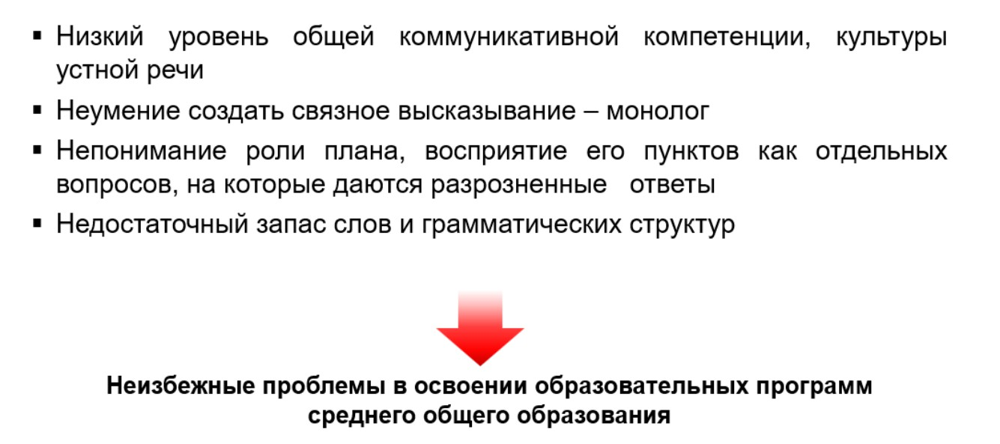 ▪ Низкий уровень общей коммуникативной компетенции, культуры
устной речи
▪ Неумение создать связное высказывание – монолог
▪ Непонимание роли плана, восприятие его пунктов как отдельных
вопросов, на которые даются разрозненные ответы
▪ Недостаточный запас слов и грамматических структур
Неизбежные проблемы в освоении образовательных программ
среднего общего образования